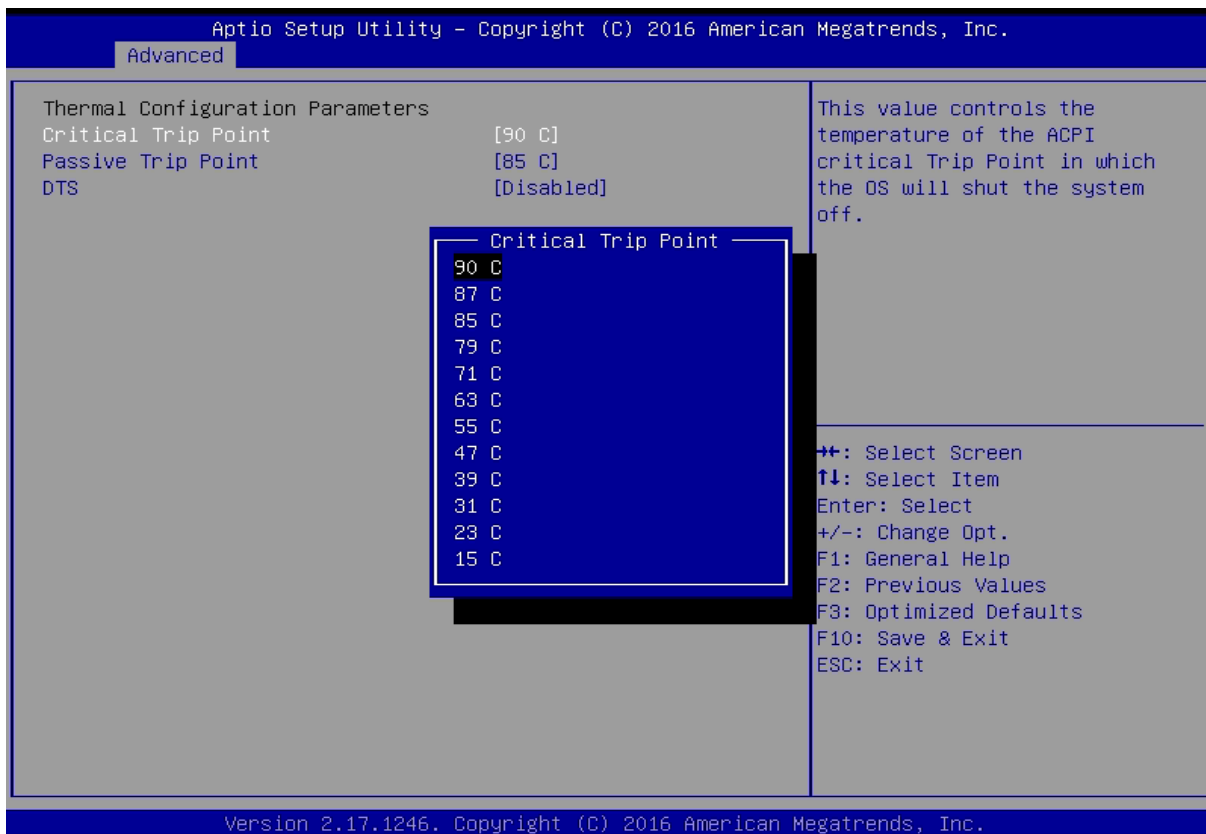 Aptio Setup Utility – Copyright (C) 2016 American Megatrends, Inc.
Advanced
Thermal Configuration Parameters
Critical Trip Point [90 C]
Passive Trip Point [85 C]
DTS [Disabled]
This value controls the
temperature of the ACPI
critical Trip Point in which
the OS will shut the system
off.
Critical Trip Point
90 C
87 C
85 C
79 C
71 C
63 C
55 C
47 C
39 C
31 C
23 C
15 C
→←: Select Screen
↑↓: Select Item
Enter: Select
+/-: Change Opt.
F1: General Help
F2: Previous Values
F3: Optimized Defaults
F10: Save & Exit
ESC: Exit
Version 2.17.1246. Copyright (C) 2016 American Megatrends, Inc.